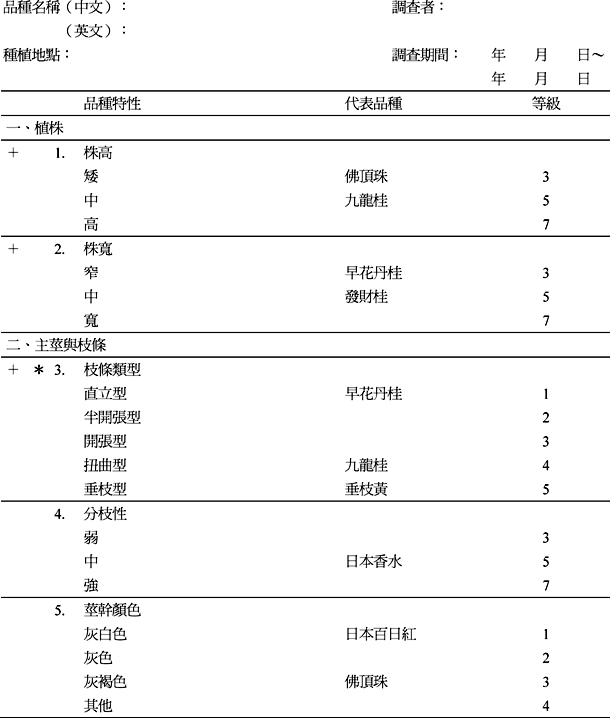 品種名稱（中文）： 調查者：
（英文）：
種植地點： 調查期間： 年 月 日～
年 月 日
品種特性 代表品種 等級
一、植株
＋ 1. 株高
矮 佛頂珠 3
中 九龍桂 5
高 7
＋ 2. 株寬
窄 早花丹桂 3
中 發財桂 5
寬 7
二、主莖與枝條
＋ ＊ 3. 枝條類型
直立型 早花丹桂 1
半開張型 2
開張型 3
扭曲型 九龍桂 4
垂枝型 垂枝黃 5
4. 分枝性
弱 3
中 日本香水 5
強 7
5. 莖幹顏色
灰白色 日本百日紅 1
灰色 2
灰褐色 佛頂珠 3
其他 4